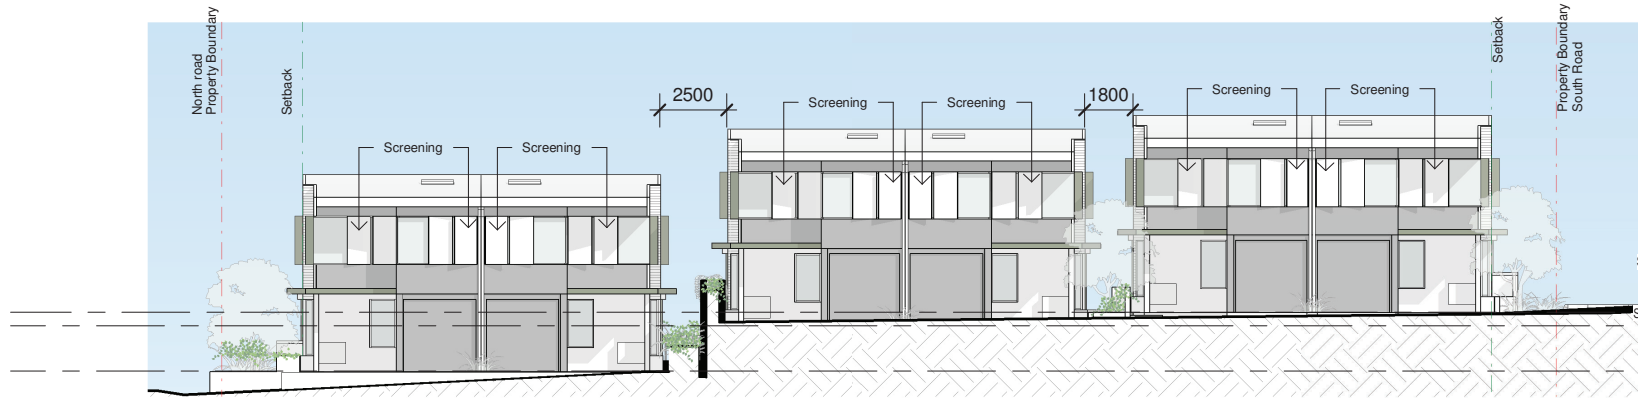 North road
Property Boundary
Setback
Screening
Screening
2500
Screening
Screening
1800
Screening
Screening
Setback
Property Boundary
South Road